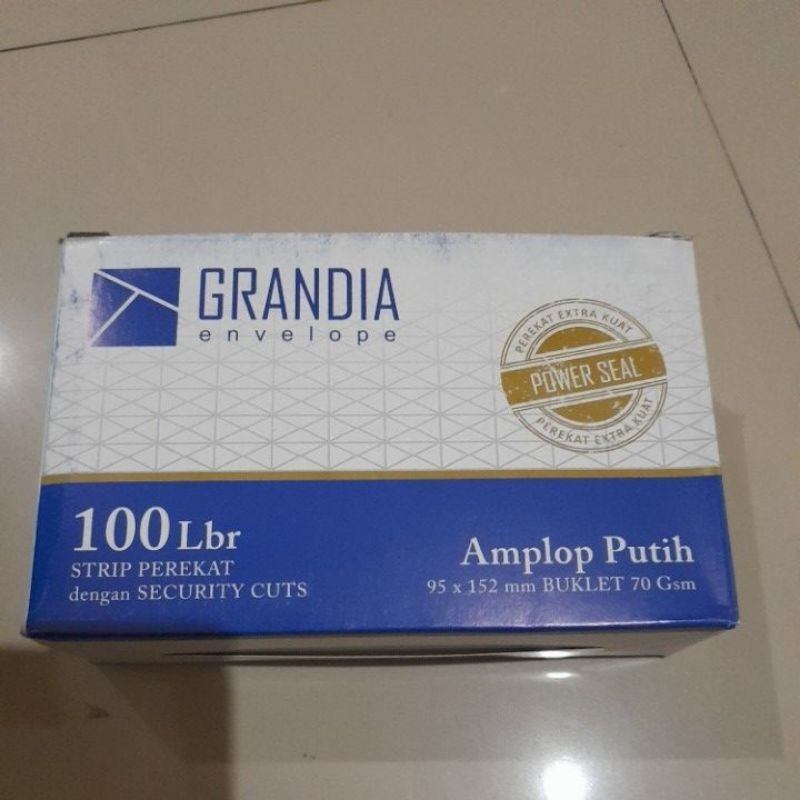 GRANDIA
envelope
PEREKAT EXTRA KUAT
POWER SEAL
PEREKAT EXTRA KUAT
100 Lbr
STRIP PEREKAT
dengan SECURITY CUTS
Amplop Putih
95 x 152 mm BUKLET 70 Gsm